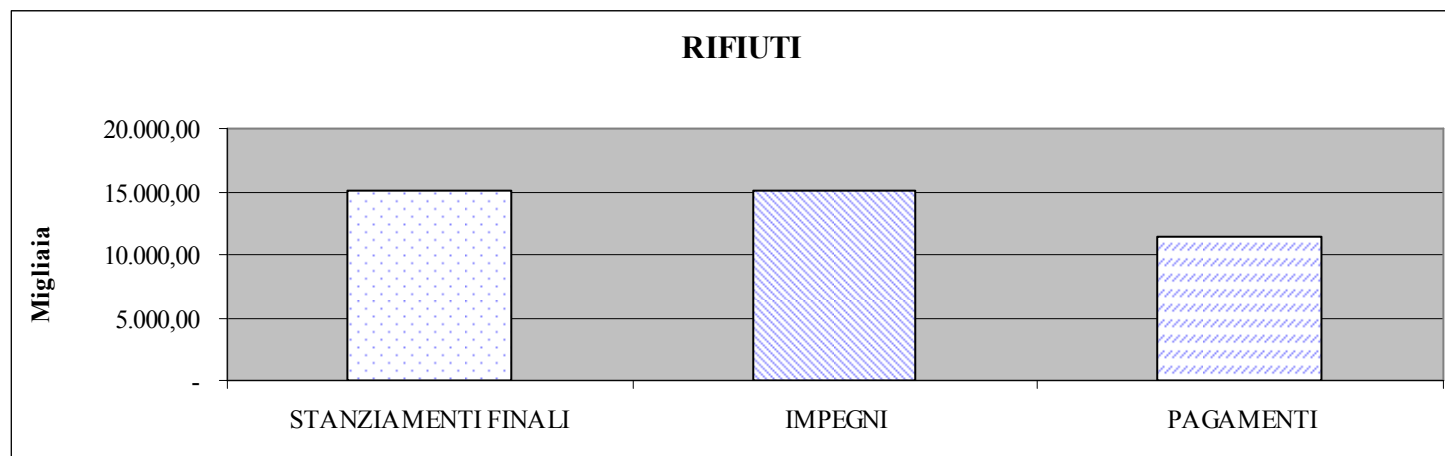 RIFIUTI
20.000,00
15.000,00
10.000,00
5.000,00
-
Migliaia
STANZIAMENTI FINALI
IMPEGNI
PAGAMENTI